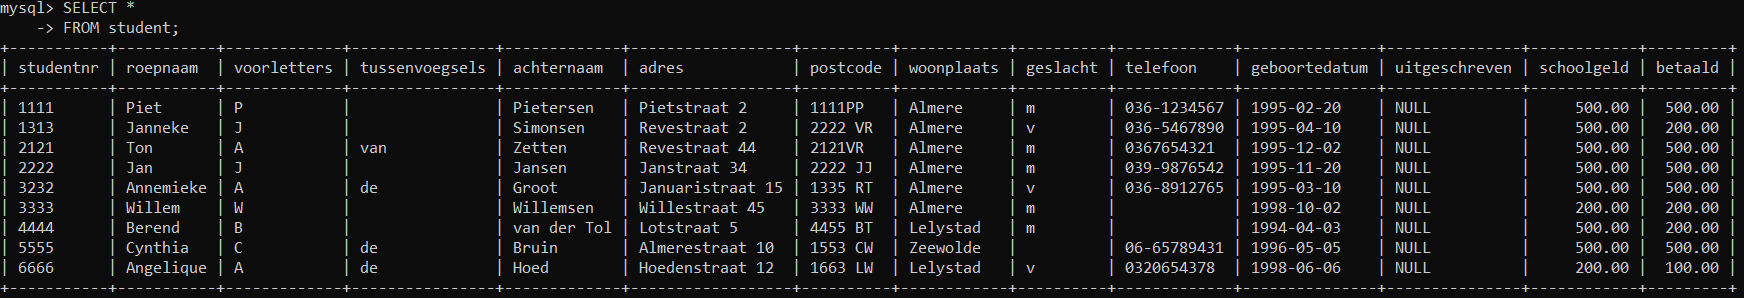 mysql> SELECT *
    -> FROM student;
+-----------+-----------+--------------+----------------+------------+------------------+----------+------------+----------+-------------+---------------+---------------+------------+---------+
| studentnr | roepnaam  | voorletters  | tussenvoegsels | achternaam | adres            | postcode | woonplaats | geslacht | telefoon    | geboortedatum | uitgeschreven | schoolgeld | betaald |
+-----------+-----------+--------------+----------------+------------+------------------+----------+------------+----------+-------------+---------------+---------------+------------+---------+
| 1111      | Piet      | P            |                | Pietersen  | Pietstraat 2     | 1111PP   | Almere     | m        | 036-1234567 | 1995-02-20    | NULL          |     500.00 |  500.00 |
| 1313      | Janneke   | J            |                | Simonsen   | Revestraat 2     | 2222 VR  | Almere     | v        | 036-5467890 | 1995-04-10    | NULL          |     500.00 |  200.00 |
| 2121      | Ton       | A            | van            | Zetten     | Revestraat 44    | 2121VR   | Almere     | m        | 0367654321  | 1995-12-02    | NULL          |     500.00 |  500.00 |
| 2222      | Jan       | J            |                | Jansen     | Janstraat 34     | 2222 JJ  | Almere     | m        | 039-9876542 | 1995-11-20    | NULL          |     500.00 |  500.00 |
| 3232      | Annemieke | A            | de             | Groot      | Januaristraat 15 | 1335 RT  | Almere     | v        | 036-8912765 | 1995-03-10    | NULL          |     500.00 |  500.00 |
| 3333      | Willem    | W            |                | Willemsen  | Willestraat 45   | 3333 WW  | Almere     | m        |             | 1998-10-02    | NULL          |     200.00 |  200.00 |
| 4444      | Berend    | B            |                | van der Tol | Lotstraat 5      | 4455 BT  | Lelystad   | m        |             | 1994-04-03    | NULL          |     500.00 |  200.00 |
| 5555      | Cynthia   | C            | de             | Bruin      | Almerestraat 10  | 1553 CW  | Zeewolde   |          | 06-65789431 | 1996-05-05    | NULL          |     500.00 |  500.00 |
| 6666      | Angelique | A            | de             | Hoed       | Hoedenstraat 12  | 1663 LW  | Lelystad   | v        | 0320654378  | 1998-06-06    | NULL          |     200.00 |  100.00 |
+-----------+-----------+--------------+----------------+------------+------------------+----------+------------+----------+-------------+---------------+---------------+------------+---------+